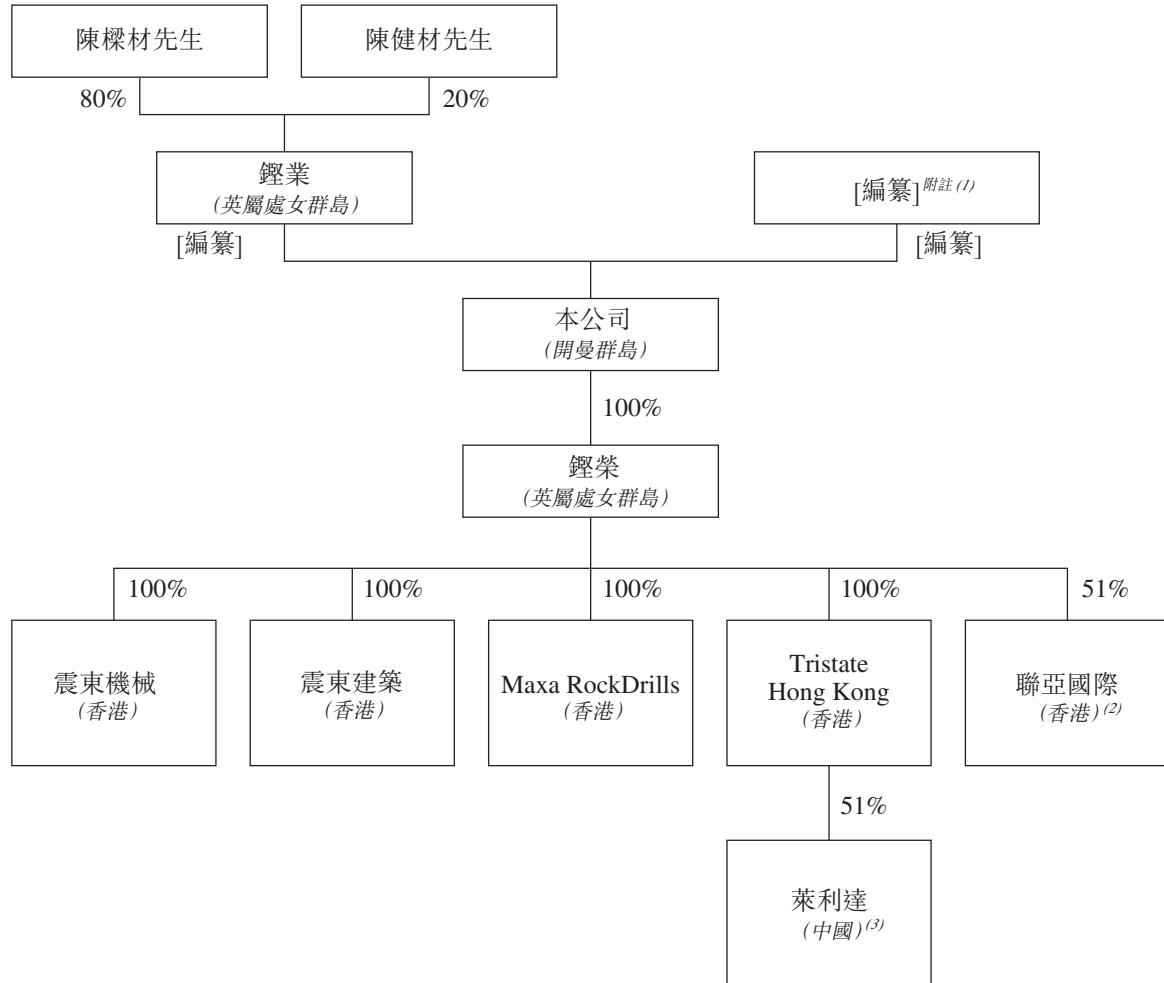 陳樑材先生
陳健材先生
80%
20%
鏗業
(英屬處女群島)
[編纂]附註(1)
[編纂]
[編纂]
本公司
(開曼群島)
100%
鏗榮
(英屬處女群島)
100%
100%
100%
100%
51%
震東機械
(香港)
震東建築
(香港)
Maxa RockDrills
(香港)
Tristate
Hong Kong
(香港)
聯亞國際
(香港)(2)
51%
萊利達
(中國)(3)